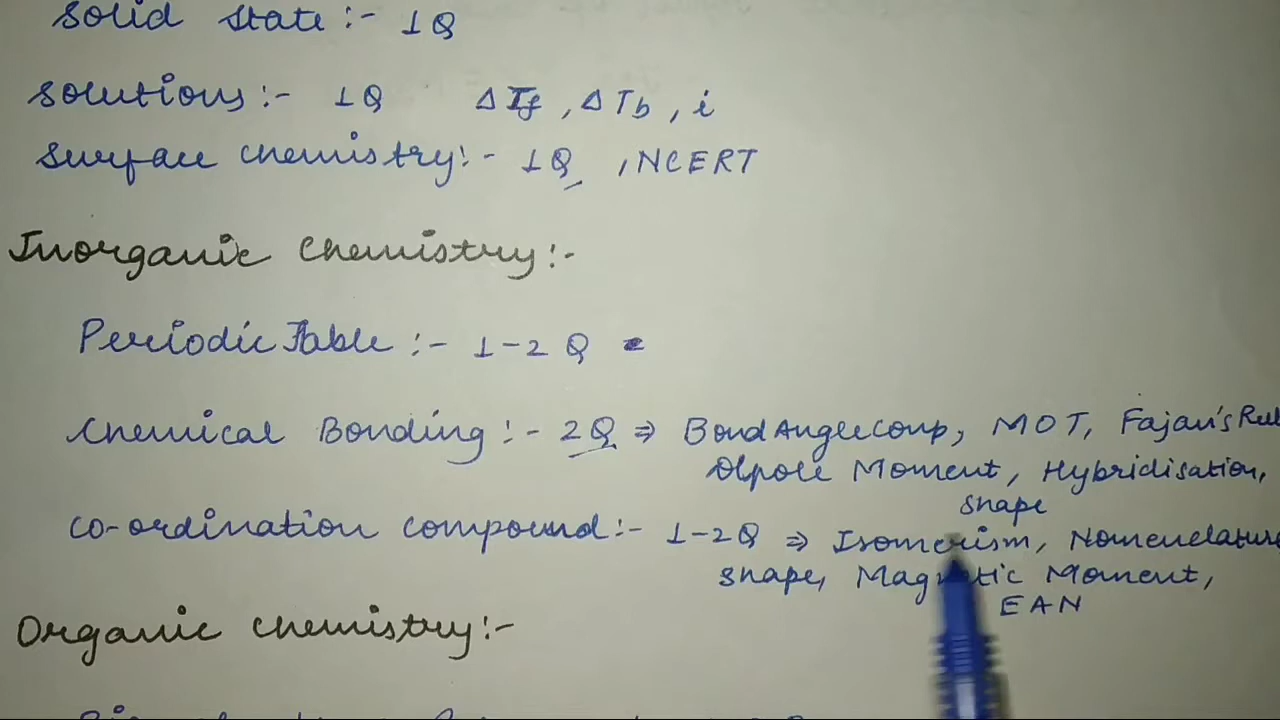 Solid state:- 1Q
Solutions:- 1Q ΔTf, ΔTb, i
Surface chemistry:- 1Q, NCERT
Inorganic Chemistry:-
Periodic Table :- 1-2 Q
Chemical Bonding :- 2Q ⇒ Bond Angle Comp, MOT, Fajan's Rul
Dipole Moment, Hybridisation,
shape
Co-ordination compound:- 1-2Q ⇒ Isomerism, Nomenclature
shape, Magnetic Moment,
EAN
Organic chemistry:-